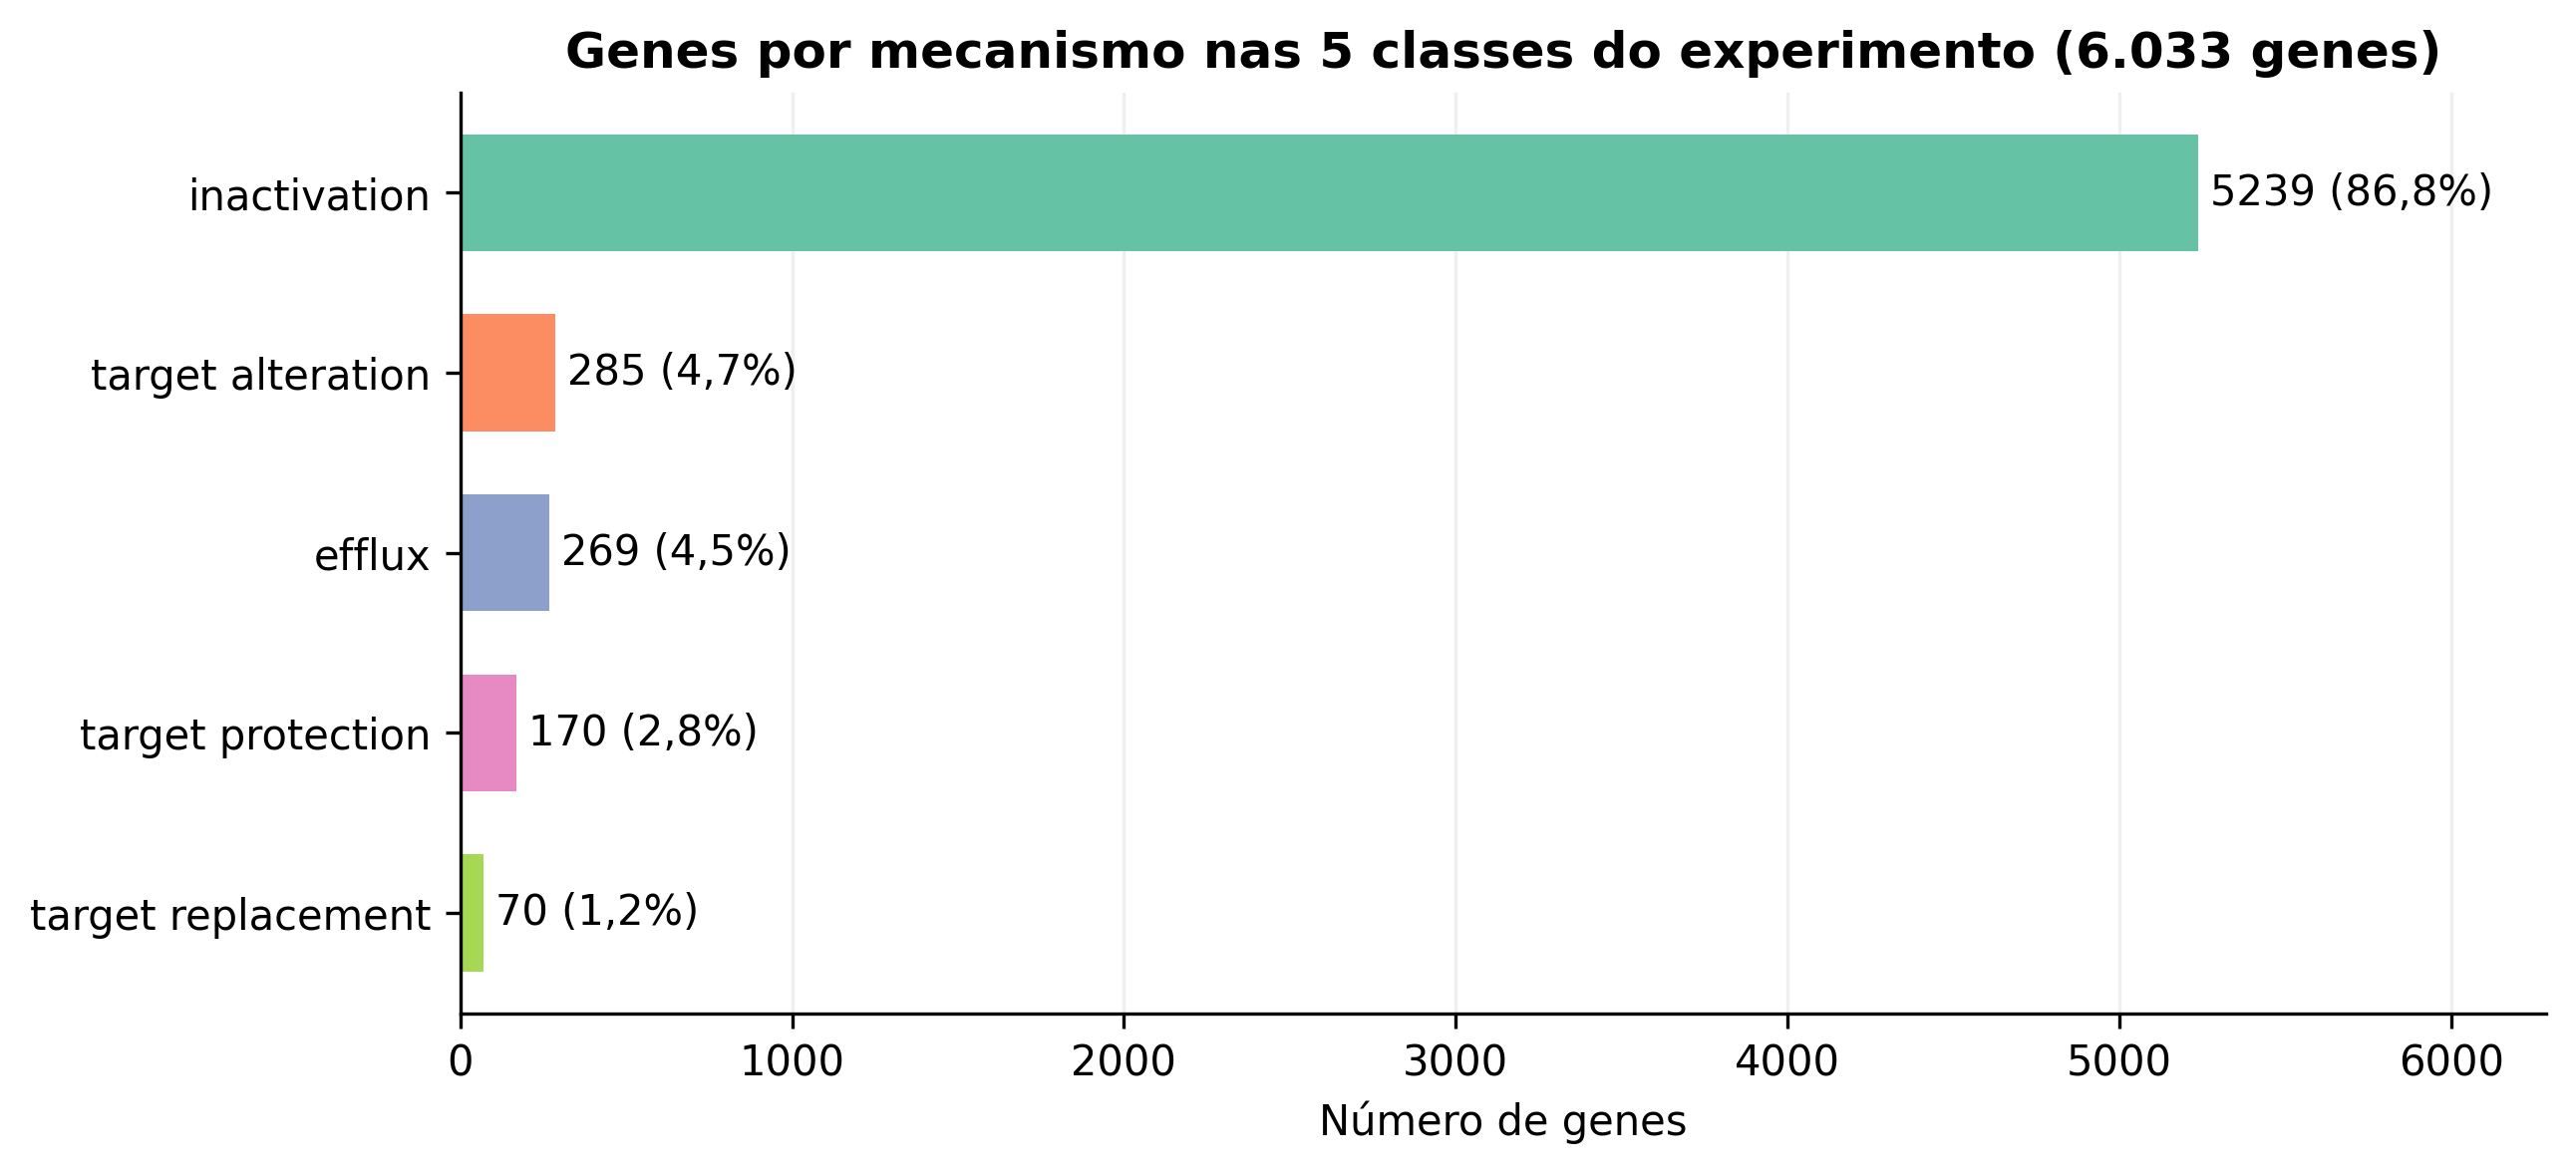 Genes por mecanismo nas 5 classes do experimento (6.033 genes)
inactivation
5239 (86,8%)
target alteration
285 (4,7%)
efflux
269 (4,5%)
target protection
170 (2,8%)
target replacement
70 (1,2%)
0 1000 2000 3000 4000 5000 6000
Número de genes